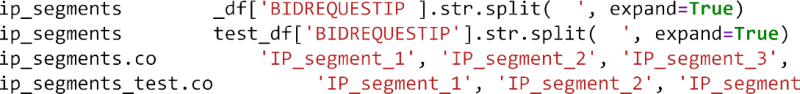 ip_segments _df['BIDREQUESTIP ].str.split( ', expand=True)
ip_segments test_df['BIDREQUESTIP'].str.split( ', expand=True)
ip_segments.co 'IP_segment_1', 'IP_segment_2', 'IP_segment_3',
ip_segments_test.co 'IP_segment_1', 'IP_segment_2', 'IP_segment